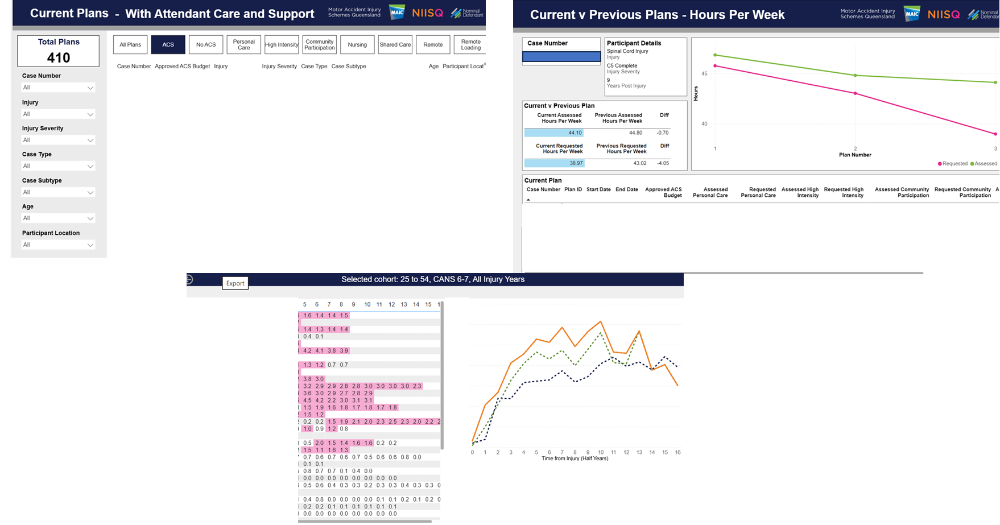 Current Plans - With Attendant Care and Support
Motor Accident Injury
Schemes Queensland
MAIC
NIISQ
Nominal
Defendant
Total Plans
410
Case Number
All
Injury
All
Injury Severity
All
Case Type
All
Case Subtype
All
Age
All
Participant Location
All
All Plans
ACS
No ACS
Personal
Care
High Intensity
Community
Participation
Nursing
Shared Care
Remote
Remote
Loading
Case Number Approved ACS Budget Injury Injury Severity Case Type Case Subtype Age Participant Locat
Current v Previous Plans - Hours Per Week
Motor Accident Injury
Schemes Queensland
MAIC
NIISQ
Nominal
Defendar
Case Number
Participant Details
Spinal Cord Injury
Injury
C5 Complete
Injury Severity
9
Years Post Injury
Current v Previous Plan
Current Assessed Hours Per Week Previous Assessed Hours Per Week Diff
44.10 44.80 -0.70
Current Requested Hours Per Week Previous Requested Hours Per Week Diff
38.97 43.02 -4.05
Hours
45
40
1 2 3
Plan Number
Requested Assessed
Current Plan
Case Number Plan ID Start Date End Date Approved ACS Budget Assessed Personal Care Requested Personal Care Assessed High Intensity Requested High Intensity Assessed Community Participation Requested Community Participation A
Export
Selected cohort: 25 to 54, CANS 6-7, All Injury Years
5 6 7 8 9 10 11 12 13 14 15 1
1.6 1.4 1.4 1.5
1.4 1.3 1.4 1.4
0.4 0.1
4.2 4.1 3.8 3.9
1.3 1.2 0.7 0.7
3.8 3.0
3.2 2.9 2.9 2.8 2.8 3.0 3.0 3.0 3.0 2.3
3.6 3.0 2.9 2.7 2.8 2.9
4.5 4.2 2.2 3.0 3.1 3.1
1.5 1.9 1.6 1.8 1.7 1.8 1.7 1.8
1.5 1.2
0.2 0.2 1.5 1.9 2.1 2.0 2.3 2.5 2.3 2.0 2.2 2
1.0 0.9 1.2 0.8
0.5 2.0 1.5 1.4 1.6 1.6 0.2 0.2
1.5 1.1 1.6 1.3
0.7 0.6 0.7 0.6 0.7 0.5 0.6 0.6 0.8 0.0
0.1 0.1
0.8 0.7 0.7 0.1 0.4 0.0
0.0 0.0 0.0 0.0 0.0 0.0 0.0 0.0
0.5 0.6 0.4 0.3 0.3 0.2 0.3 0.3 0.4 0.3 0.3 0
0.4 0.8 0.0 0.0 0.0 0.0 0.1 0.1 0.2 0.1 0.2 0
0.2 0.2 0.1 0.1 0.1 0.1 0.1 0.1
0.0 0.0 0.0 0.0 0.0 0.0 0.0 0.0
0 1 2 3 4 5 6 7 8 9 10 11 12 13 14 15 16
Time from Injury (Half Years)